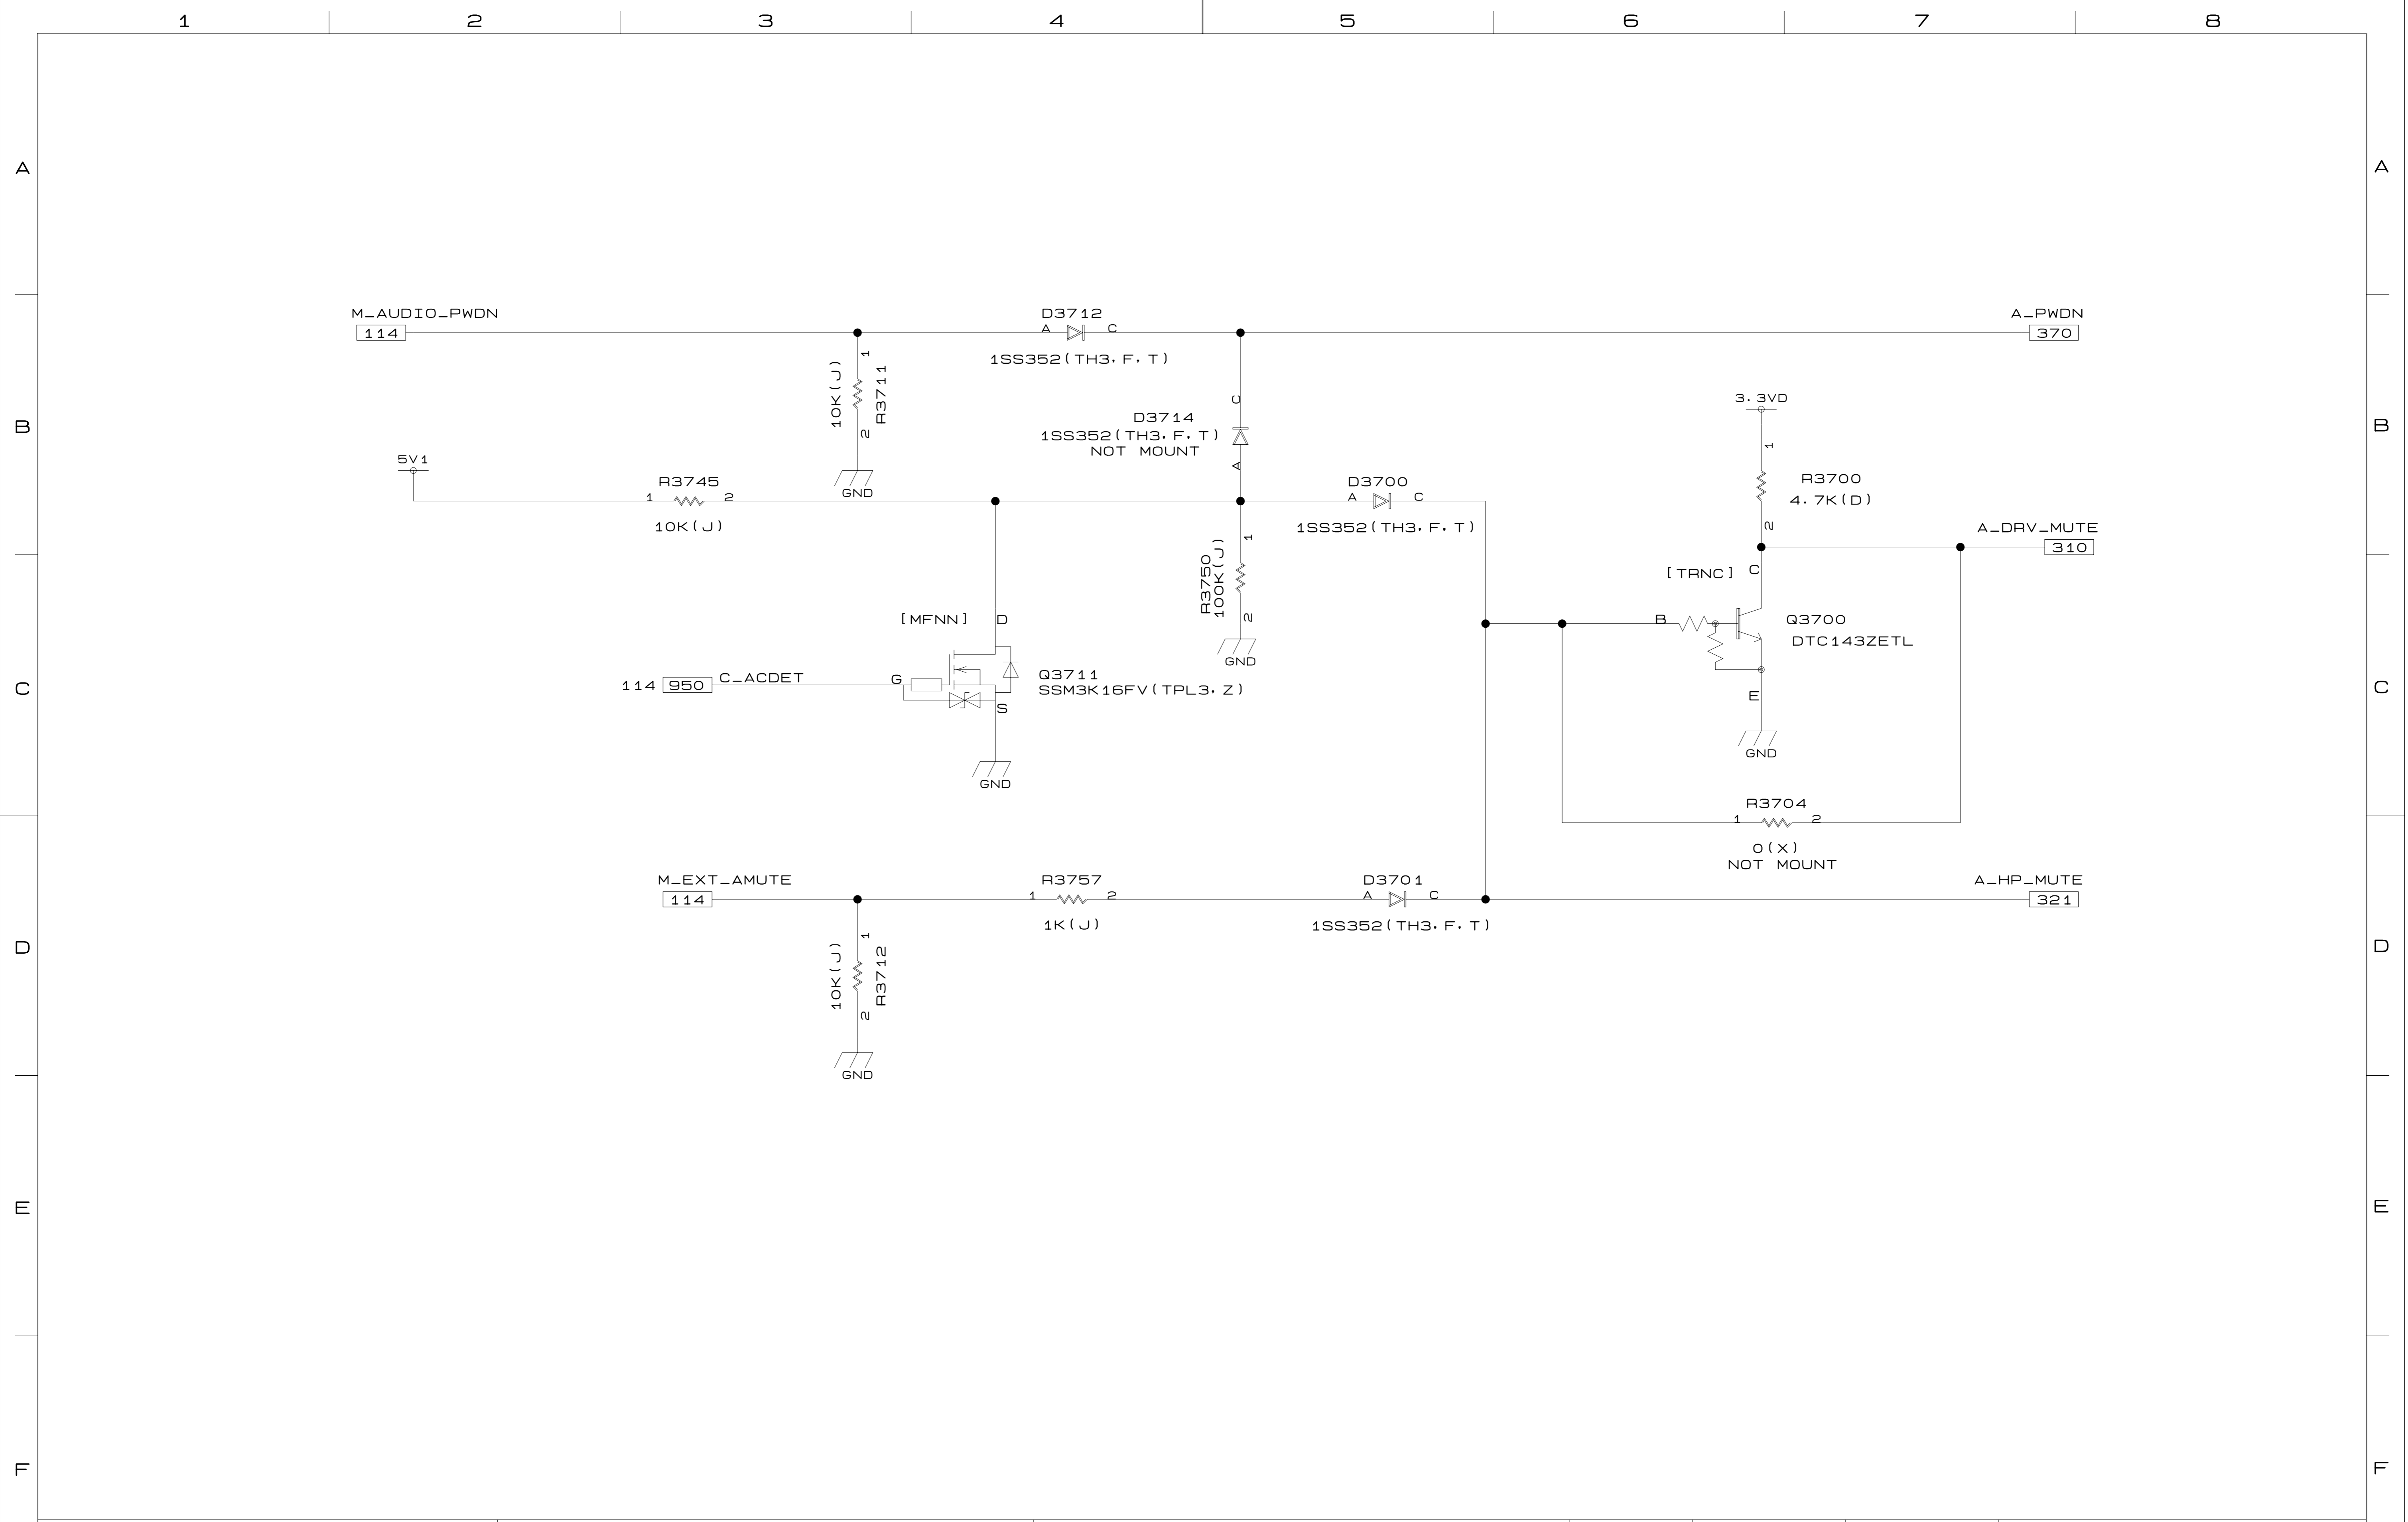 1 2 3 4 5 6 7 8
A A
M_AUDIO_PWDN
114
D3712
A C
1SS352(TH3,F,T)
A_PWDN
370
1
10K(J)
R3711
2
GND
C
D3714
1SS352(TH3,F,T)
NOT MOUNT
A
3.3VD
1
R3700
4.7K(D)
2
B B
5V1
R3745
1 2
10K(J)
D3700
A C
1SS352(TH3,F,T)
A_DRV_MUTE
310
1
R3750
100K(J)
2
GND
[TRNC]
C
B
Q3700
DTC143ZETL
E
GND
[MFNN]
D
114 950 C_ACDET
G
Q3711
SSM3K16FV(TPL3,Z)
S
GND
C C
R3704
1 2
0(X)
NOT MOUNT
M_EXT_AMUTE
114
R3757
1 2
1K(J)
D3701
A C
1SS352(TH3,F,T)
A_HP_MUTE
321
1
10K(J)
R3712
2
GND
D D
E E
F F